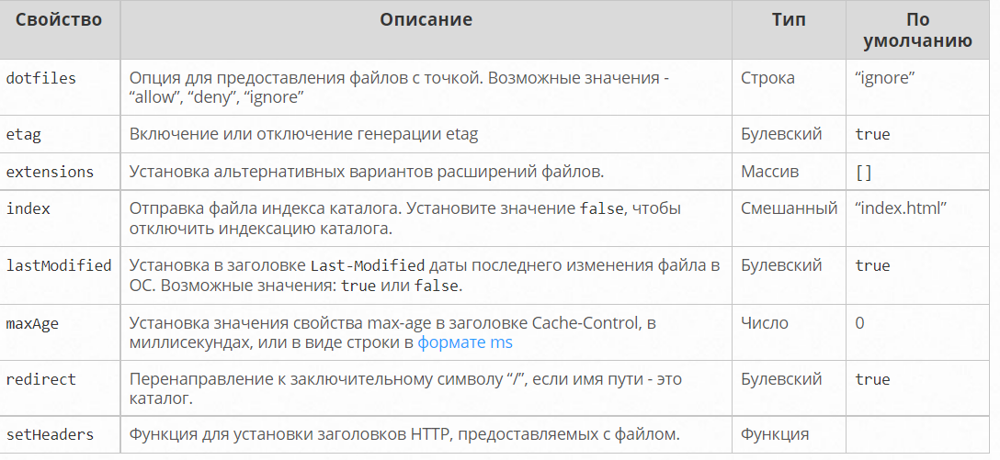 Свойство Описание Тип По
умолчанию
dotfiles Опция для предоставления файлов с точкой. Возможные значения - Строка “ignore”
“allow”, “deny”, “ignore”
etag Включение или отключение генерации etag Булевский true
extensions Установка альтернативных вариантов расширений файлов. Массив []
index Отправка файла индекса каталога. Установите значение false, чтобы Смешанный “index.html”
отключить индексацию каталога.
lastModified Установка в заголовке Last-Modified даты последнего изменения файла в Булевский true
ОС. Возможные значения: true или false.
maxAge Установка значения свойства max-age в заголовке Cache-Control, в Число 0
миллисекундах, или в виде строки в формате ms
redirect Перенаправление к заключительному символу “/”, если имя пути - это Булевский true
каталог.
setHeaders Функция для установки заголовков HTTP, предоставляемых с файлом. Функция